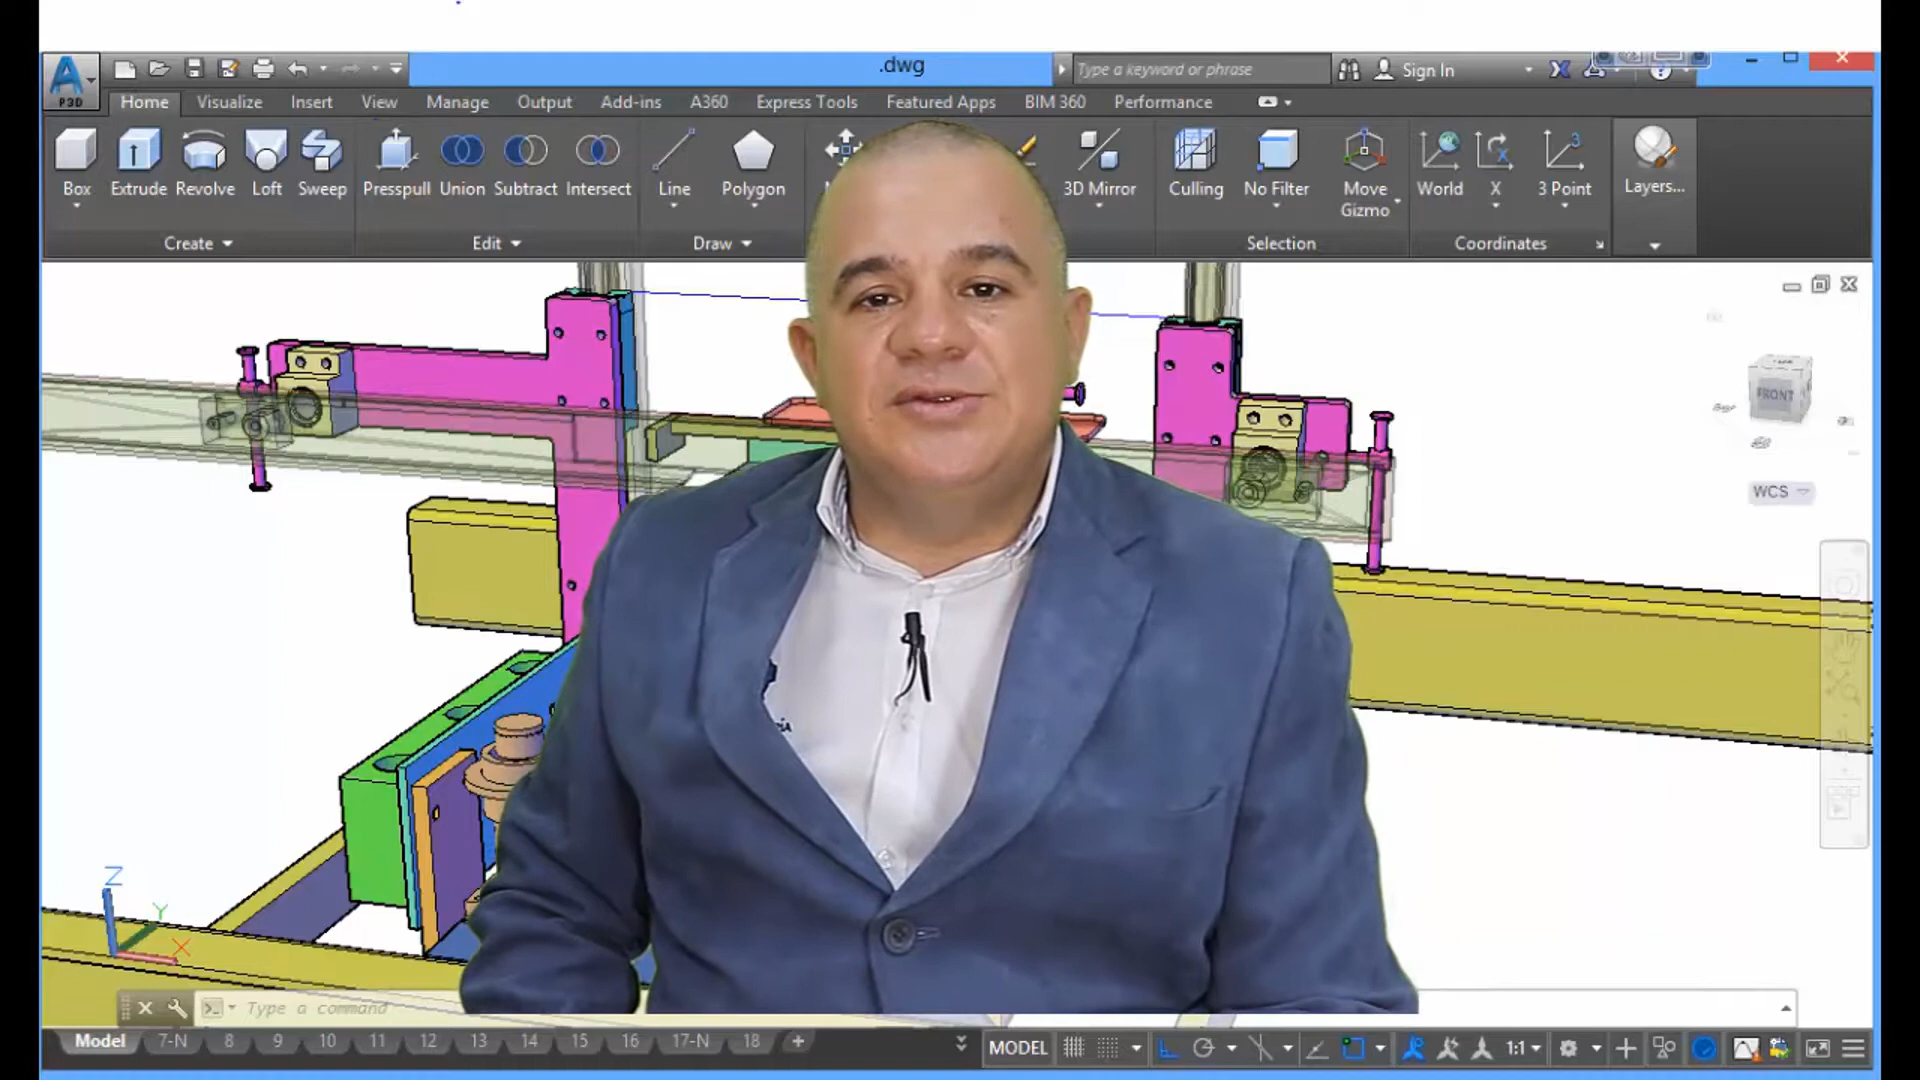 .dwg
Type a keyword or phrase
Sign In
P3D
Home Visualize Insert View Manage Output Add-ins A360 Express Tools Featured Apps BIM 360 Performance
Box Extrude Revolve Loft Sweep Presspull Union Subtract Intersect Line Polygon 3D Mirror Culling No Filter Move Gizmo World X 3 Point Layers...
Create Edit Draw Selection Coordinates
FRONT
WCS
Z
Y
X
Type a command
Model 7-N 8 9 10 11 12 13 14 15 16 17-N 18 +
MODEL 1:1